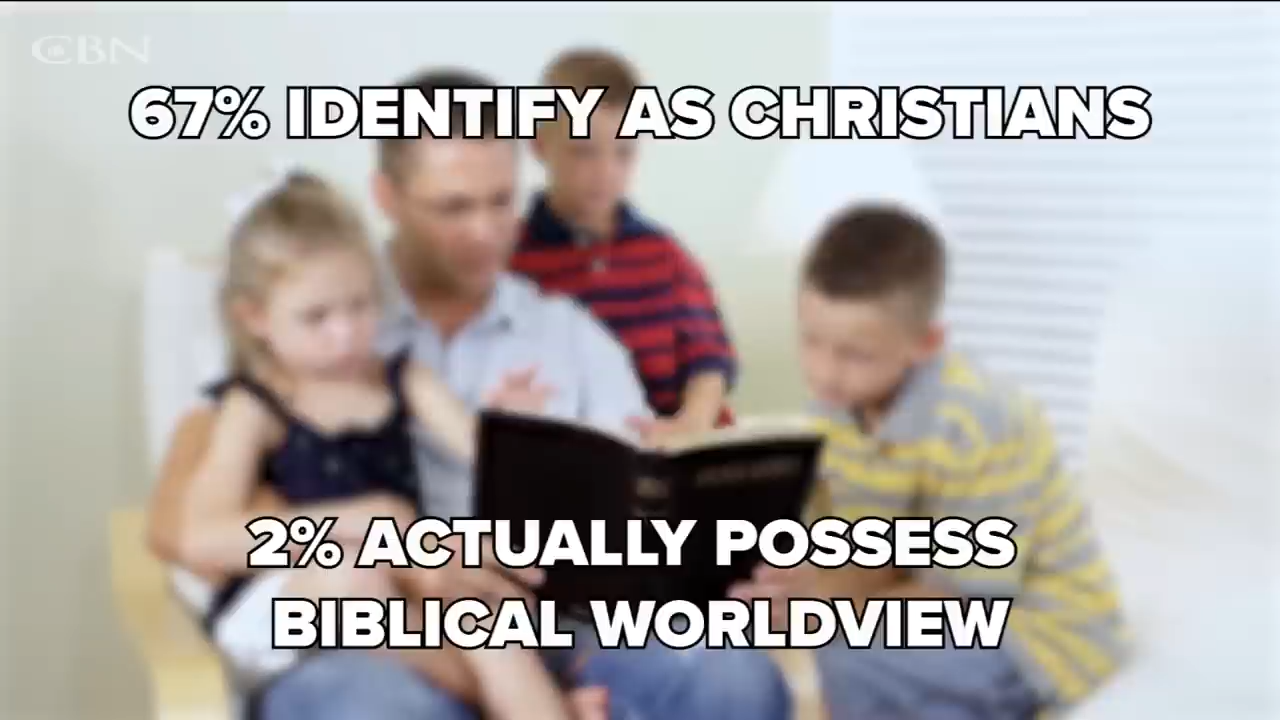 CBN
67% IDENTIFY AS CHRISTIANS
2% ACTUALLY POSSESS
BIBLICAL WORLDVIEW